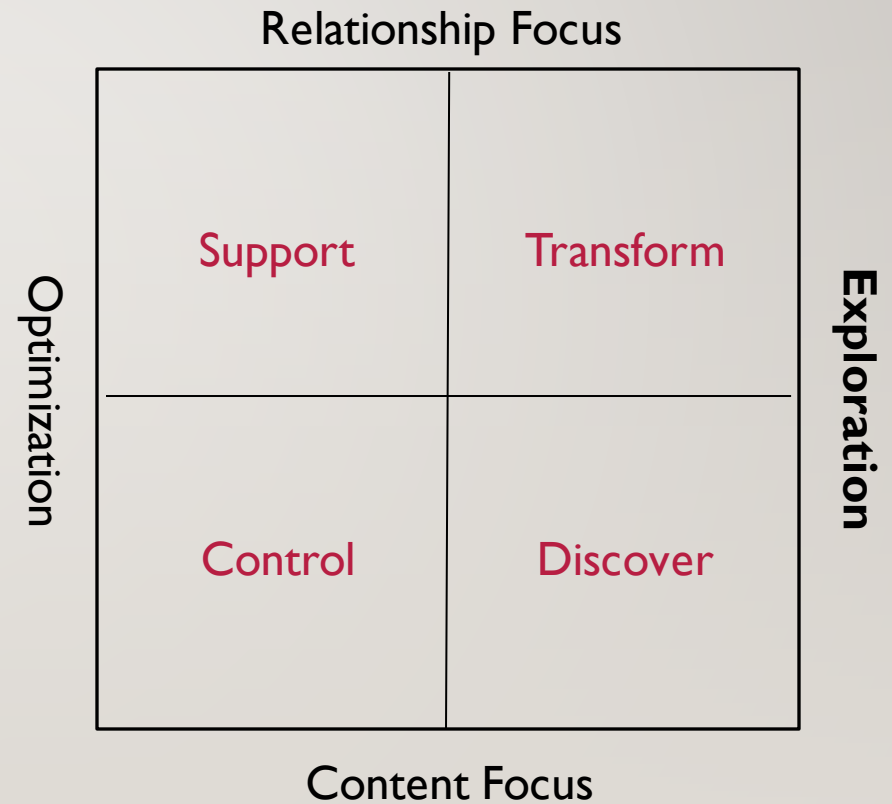 Relationship Focus
Support
Transform
Optimization
Exploration
Control
Discover
Content Focus